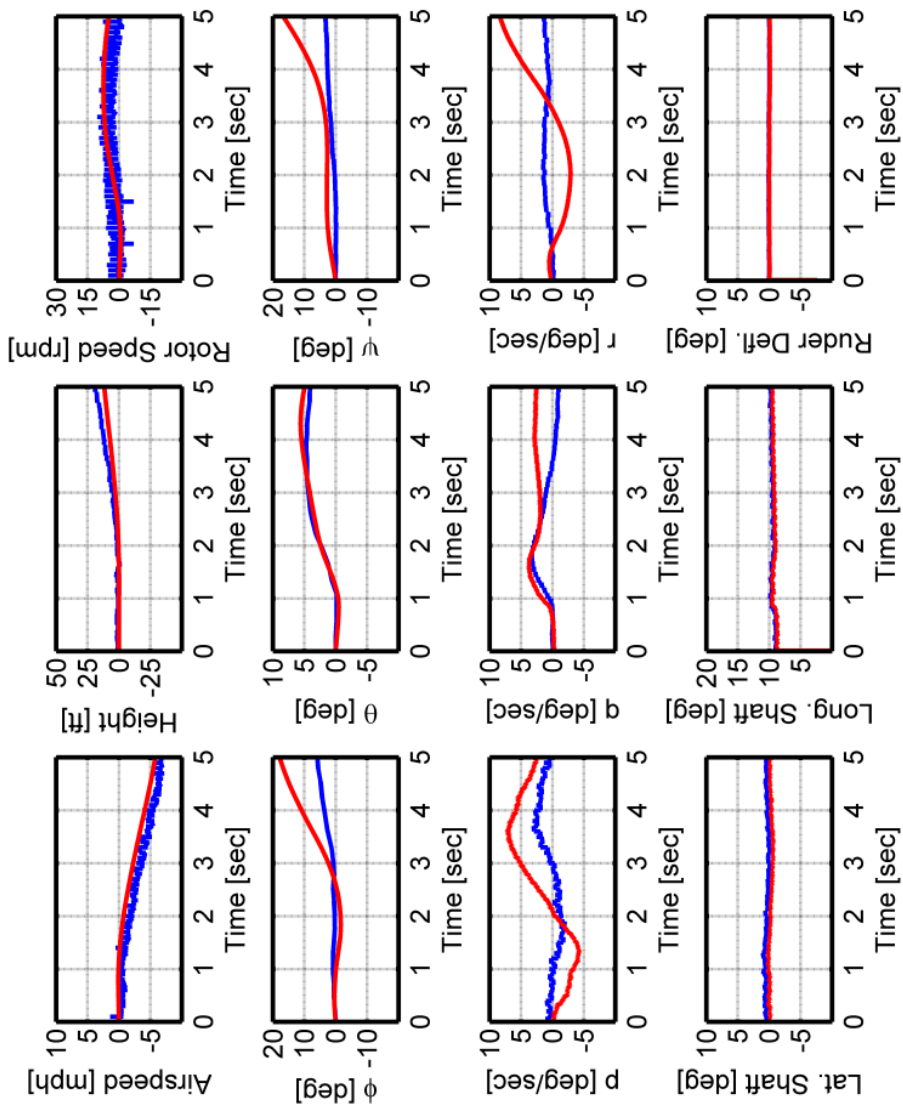 Airspeed [mph]
10
5
0
-5
0 1 2 3 4 5
Time [sec]
Height [ft]
50
25
0
-25
0 1 2 3 4 5
Time [sec]
Rotor Speed [rpm]
30
15
0
-15
0 1 2 3 4 5
Time [sec]
ϕ [deg]
20
10
0
-10
0 1 2 3 4 5
Time [sec]
θ [deg]
10
5
0
-5
0 1 2 3 4 5
Time [sec]
ψ [deg]
20
10
0
-10
0 1 2 3 4 5
Time [sec]
p [deg/sec]
10
5
0
-5
0 1 2 3 4 5
Time [sec]
q [deg/sec]
10
5
0
-5
0 1 2 3 4 5
Time [sec]
r [deg/sec]
10
5
0
-5
0 1 2 3 4 5
Time [sec]
Lat. Shaft [deg]
10
5
0
-5
0 1 2 3 4 5
Time [sec]
Long. Shaft [deg]
20
15
10
5
0
0 1 2 3 4 5
Time [sec]
Ruder Defl. [deg]
10
5
0
-5
0 1 2 3 4 5
Time [sec]